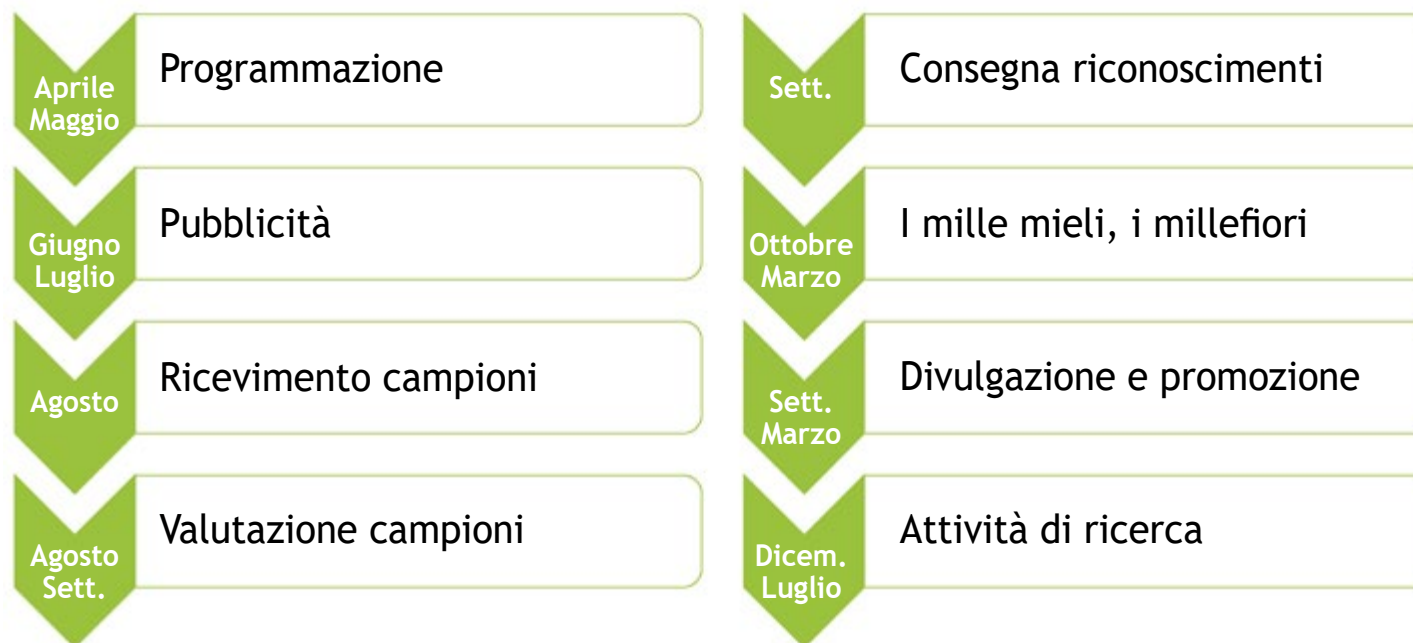 Aprile
Maggio
Programmazione
Giugno
Luglio
Pubblicità
Agosto
Ricevimento campioni
Agosto
Sett.
Valutazione campioni
Sett.
Consegna riconoscimenti
Ottobre
Marzo
I mille mieli, i millefiori
Sett.
Marzo
Divulgazione e promozione
Dicem.
Luglio
Attività di ricerca